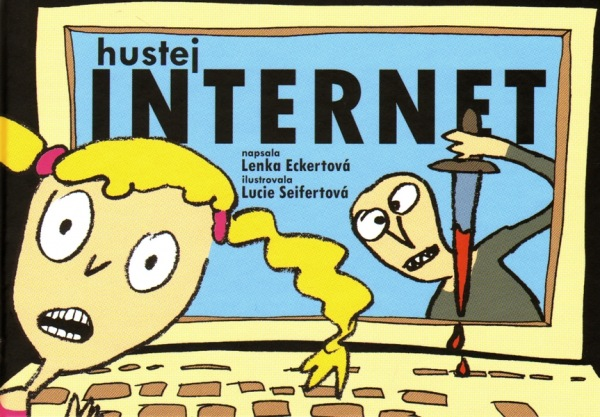 hustej
INTERNET
napsala
Lenka Eckertová
ilustrovala
Lucie Seifertová